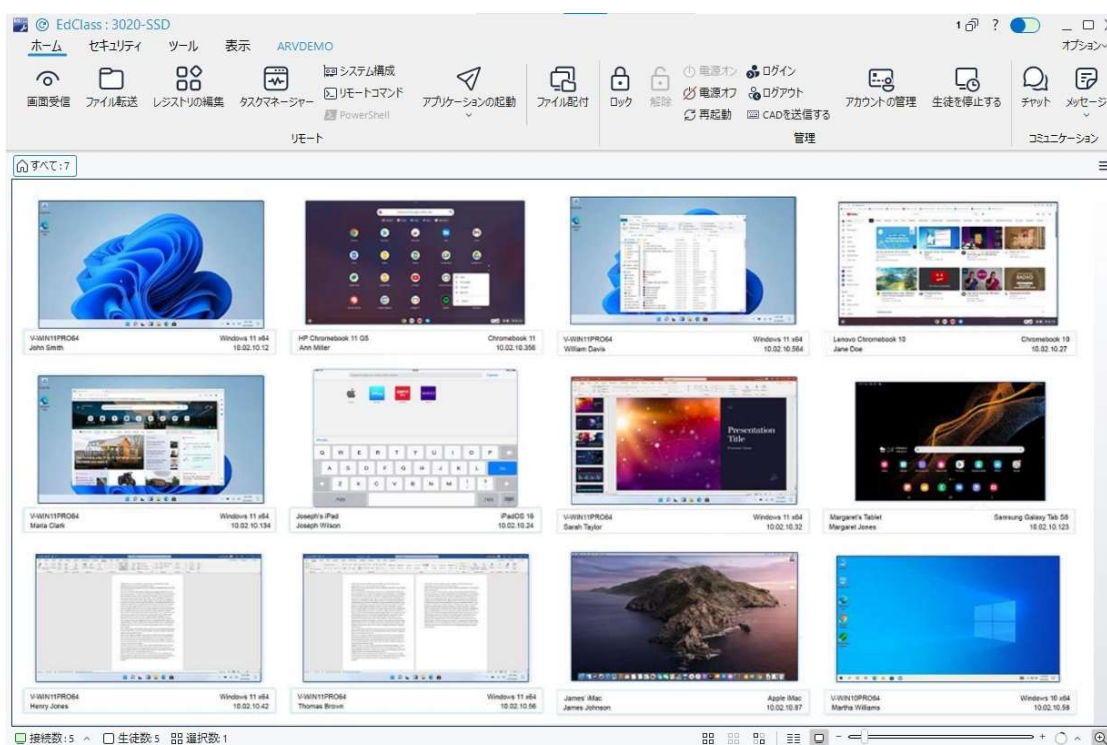 EdClass : 3020-SSD
1
?
ホーム セキュリティ ツール 表示 ARVDEMO
オプション
画面受信
ファイル転送
レジストリの編集
タスクマネージャー
システム構成
リモートコマンド
PowerShell
アプリケーションの起動
ファイル配付
リモート
ロック
解除
電源オン
電源オフ
再起動
ログイン
ログアウト
CADを送信する
アカウントの管理
生徒を停止する
管理
チャット
メッセージ
コミュニケーション
すべて:7
V-WIN11PRO64 Windows 11 x64
John Smith 10.02.10.12
HP Chromebook 11 G5 Chromebook 11
Ann Miller 10.02.10.356
V-WIN11PRO64 Windows 11 x64
William Davis 10.02.10.564
Lenovo Chromebook 10 Chromebook 10
Jane Doe 10.02.10.27
Q W E R T Y U I O P
A S D F G H J K L
Z X C V B N M
Presentation
Title
V-WIN11PRO64 Windows 11 x64
Maria Clark 10.02.10.134
Joseph's iPad iPadOS 16
Joseph Wilson 10.02.10.24
V-WIN11PRO64 Windows 11 x64
Sarah Taylor 10.02.10.32
Margaret's Tablet Samsung Galaxy Tab S8
Margaret Jones 10.02.10.123
V-WIN11PRO64 Windows 11 x64
Henry Jones 10.02.10.42
V-WIN11PRO64 Windows 11 x64
Thomas Brown 10.02.10.56
James' iMac Apple iMac
James Johnson 10.02.10.87
V-WIN10PRO64 Windows 10 x64
Martha Williams 10.02.10.58
接続数:5 生徒数:5 選択数:1